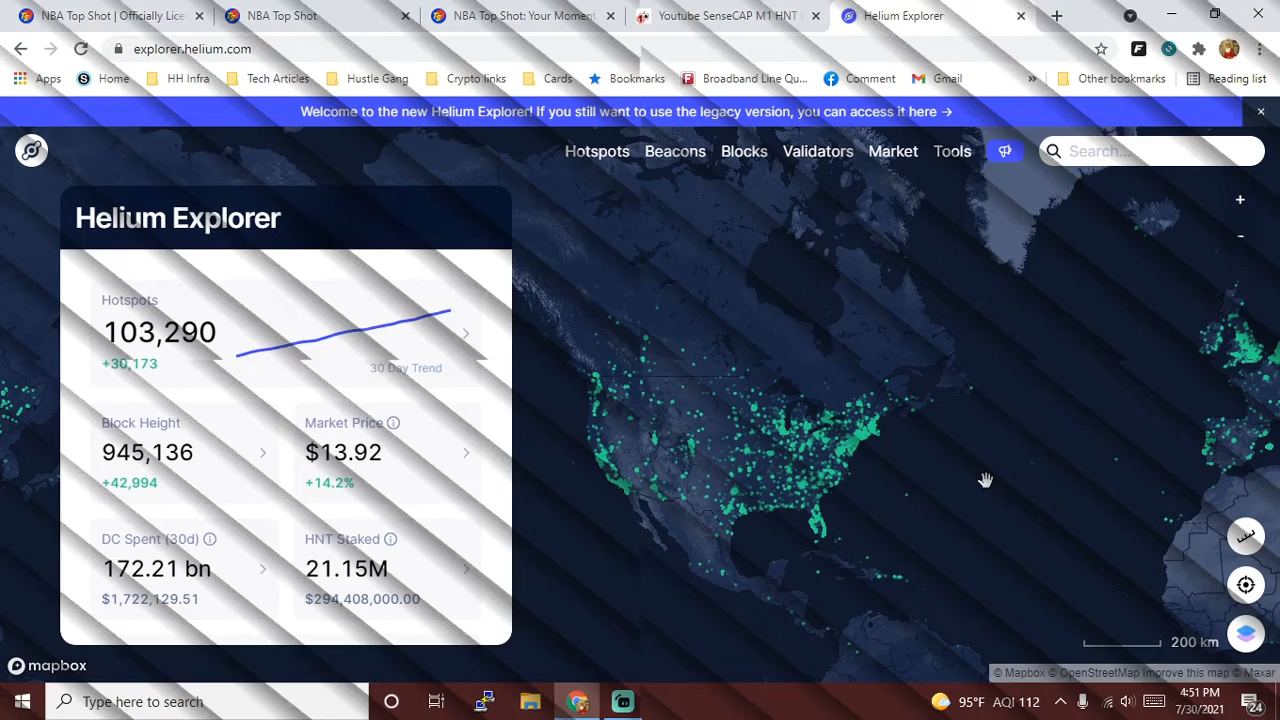 NBA Top Shot | Officially Lice
NBA Top Shot
NBA Top Shot: Your Moment
Youtube SenseCAP M1 HNT
Helium Explorer
explorer.helium.com
Apps
Home
HH Infra
Tech Articles
Hustle Gang
Crypto links
Cards
Bookmarks
Broadband Line Qu...
Comment
Gmail
»
Other bookmarks
Reading list
Welcome to the new Helium Explorer! If you still want to use the legacy version, you can access it here →
Hotspots
Beacons
Blocks
Validators
Market
Tools
Search...
Helium Explorer
Hotspots
103,290
+30,173
30 Day Trend
Block Height
945,136
+42,994
Market Price
$13.92
+14.2%
DC Spent (30d)
172.21 bn
$1,722,129.51
HNT Staked
21.15M
$294,408,000.00
200 km
mapbox
© Mapbox © OpenStreetMap Improve this map © Maxar
Type here to search
95°F AQI 112
4:51 PM
7/30/2021
24